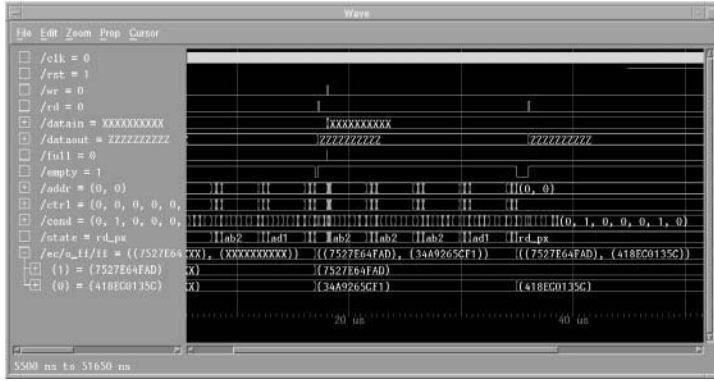 Wave
File Edit Zoom Prop Cursor
/clk = 0
/rst = 1
/wr = 0
/rd = 0
/datain = XXXXXXXXXX XXXXXXXXXX
/dataout = ZZZZZZZZZZ ZZZZZZZZZZ ZZZZZZZZZZ
/full = 0
/empty = 1
/addr = (0, 0) (0, 0)
/ctrl = (0, 0, 0, 0, 0,
/cond = (0, 1, 0, 0, 0, (0, 1, 0, 0, 0, 1, 0)
/state = rd_px ab2 ad1 ab2 ab2 ab2 ad1 rd_px
/ec/o_ff/ff = ((7527E64 XX), (XXXXXXXXXX)) ((7527E64FAD), (34A9265CF1)) ((7527E64FAD), (418EC0135C))
(1) = (7527E64FAD) X) (7527E64FAD)
(0) = (418EC0135C) X) (34A9265CF1) (418EC0135C)
20 us 40 us
5500 ns to 51650 ns